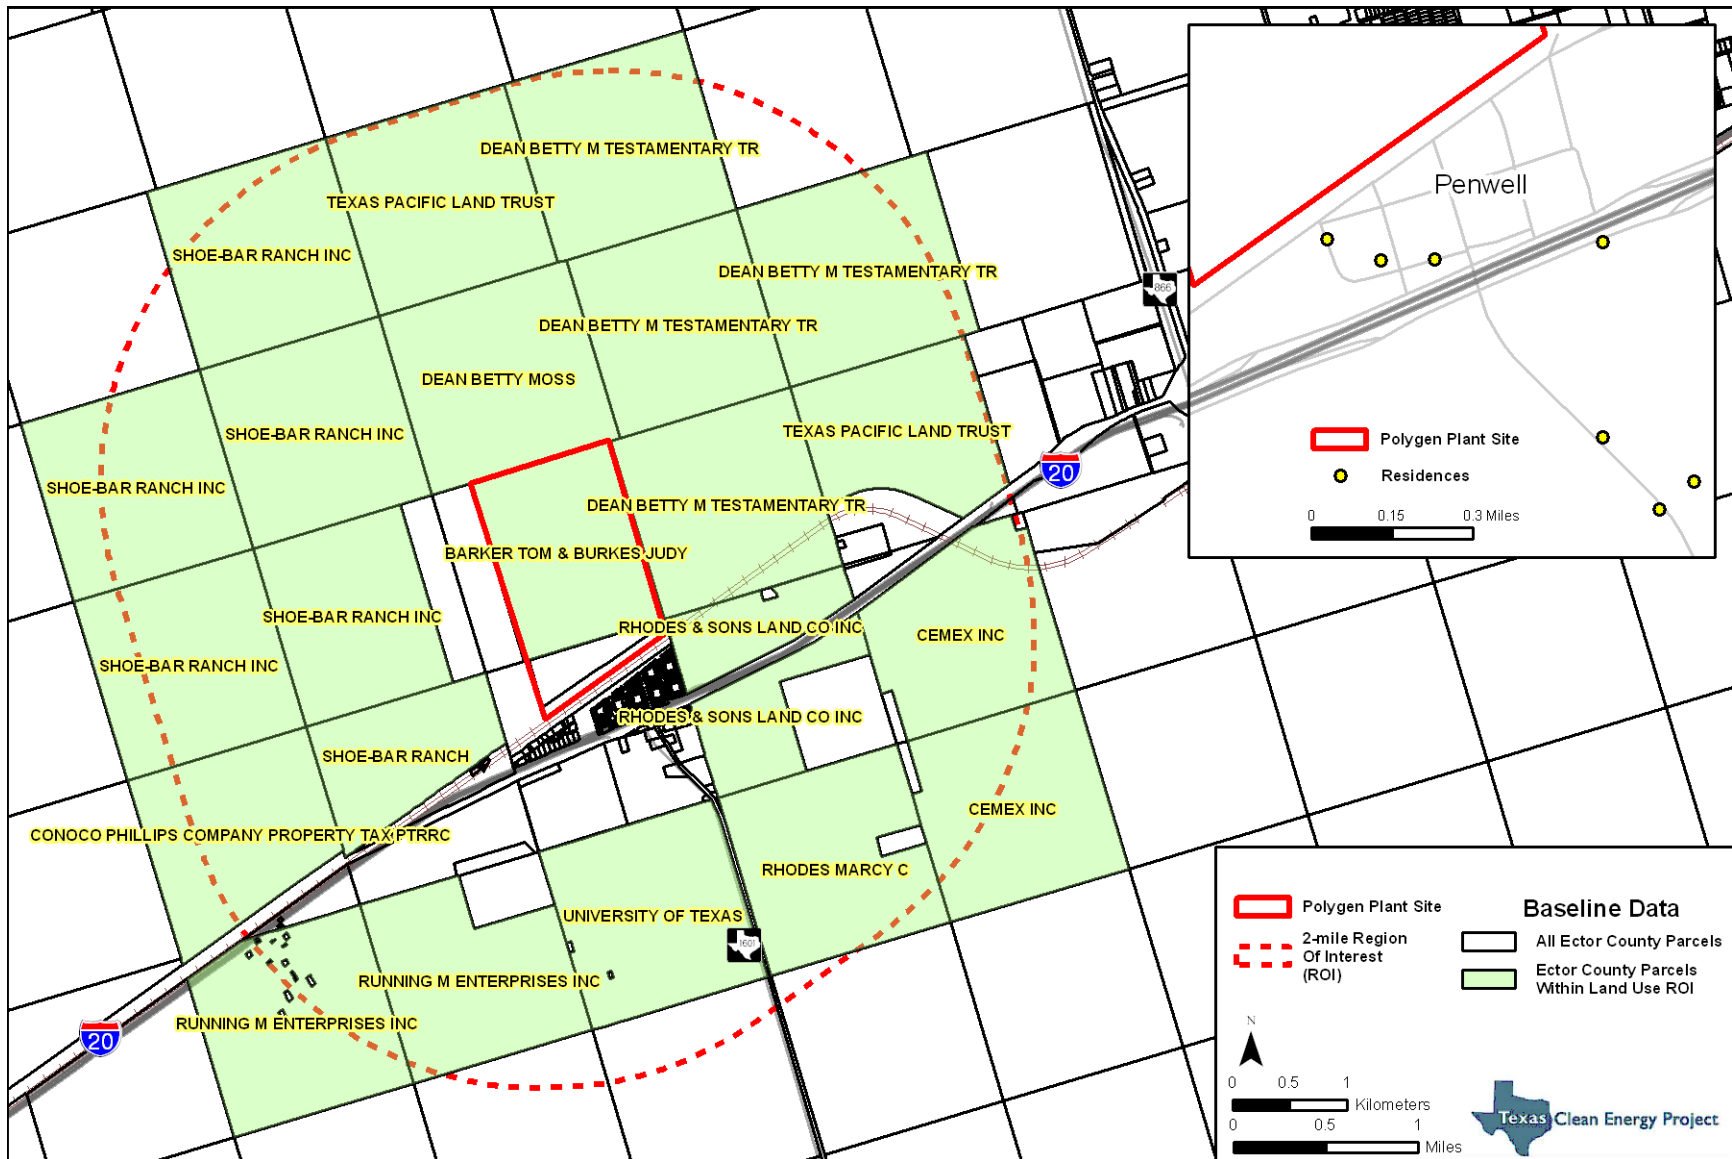 DEAN BETTY M TESTAMENTARY TR
TEXAS PACIFIC LAND TRUST
SHOE-BAR RANCH INC
DEAN BETTY M TESTAMENTARY TR
DEAN BETTY M TESTAMENTARY TR
DEAN BETTY MOSS
SHOE-BAR RANCH INC
TEXAS PACIFIC LAND TRUST
SHOE-BAR RANCH INC
DEAN BETTY M TESTAMENTARY TR
BARKER TOM & BURKES JUDY
SHOE-BAR RANCH INC
RHODES & SONS LAND CO INC
CEMEX INC
SHOE-BAR RANCH INC
RHODES & SONS LAND CO INC
SHOE-BAR RANCH
CEMEX INC
CONOCO PHILLIPS COMPANY PROPERTY TAX PTRRC
RHODES MARCY C
UNIVERSITY OF TEXAS
RUNNING M ENTERPRISES INC
RUNNING M ENTERPRISES INC
866
20
1601
20
Penwell
Polygen Plant Site
Residences
0 0.15 0.3 Miles
Polygen Plant Site
2-mile Region
Of Interest
(ROI)
Baseline Data
All Ector County Parcels
Ector County Parcels
Within Land Use ROI
N
0 0.5 1
Kilometers
0 0.5 1
Miles
Texas Clean Energy Project